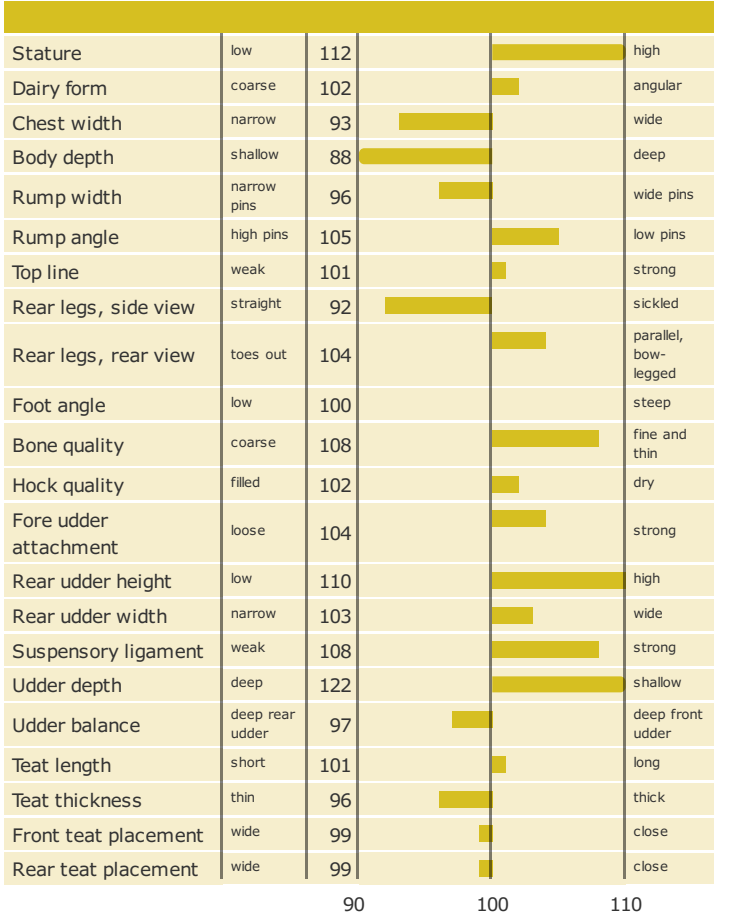 Stature low 112 high
Dairy form coarse 102 angular
Chest width narrow 93 wide
Body depth shallow 88 deep
Rump width narrow pins 96 wide pins
Rump angle high pins 105 low pins
Top line weak 101 strong
Rear legs, side view straight 92 sickled
Rear legs, rear view toes out 104 parallel, bow-legged
Foot angle low 100 steep
Bone quality coarse 108 fine and thin
Hock quality filled 102 dry
Fore udder attachment loose 104 strong
Rear udder height low 110 high
Rear udder width narrow 103 wide
Suspensory ligament weak 108 strong
Udder depth deep 122 shallow
Udder balance deep rear udder 97 deep front udder
Teat length short 101 long
Teat thickness thin 96 thick
Front teat placement wide 99 close
Rear teat placement wide 99 close
90 100 110